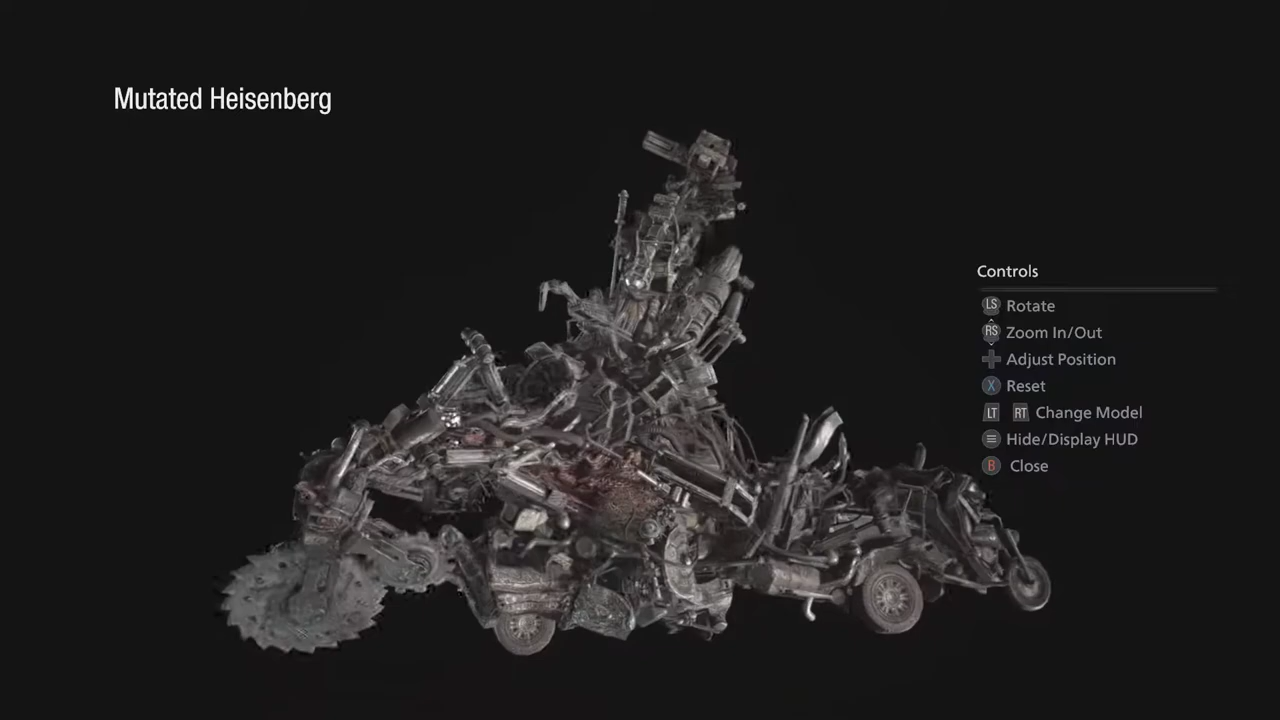 Mutated Heisenberg
Controls
LS Rotate
RS Zoom In/Out
Adjust Position
X Reset
LT RT Change Model
Hide/Display HUD
B Close